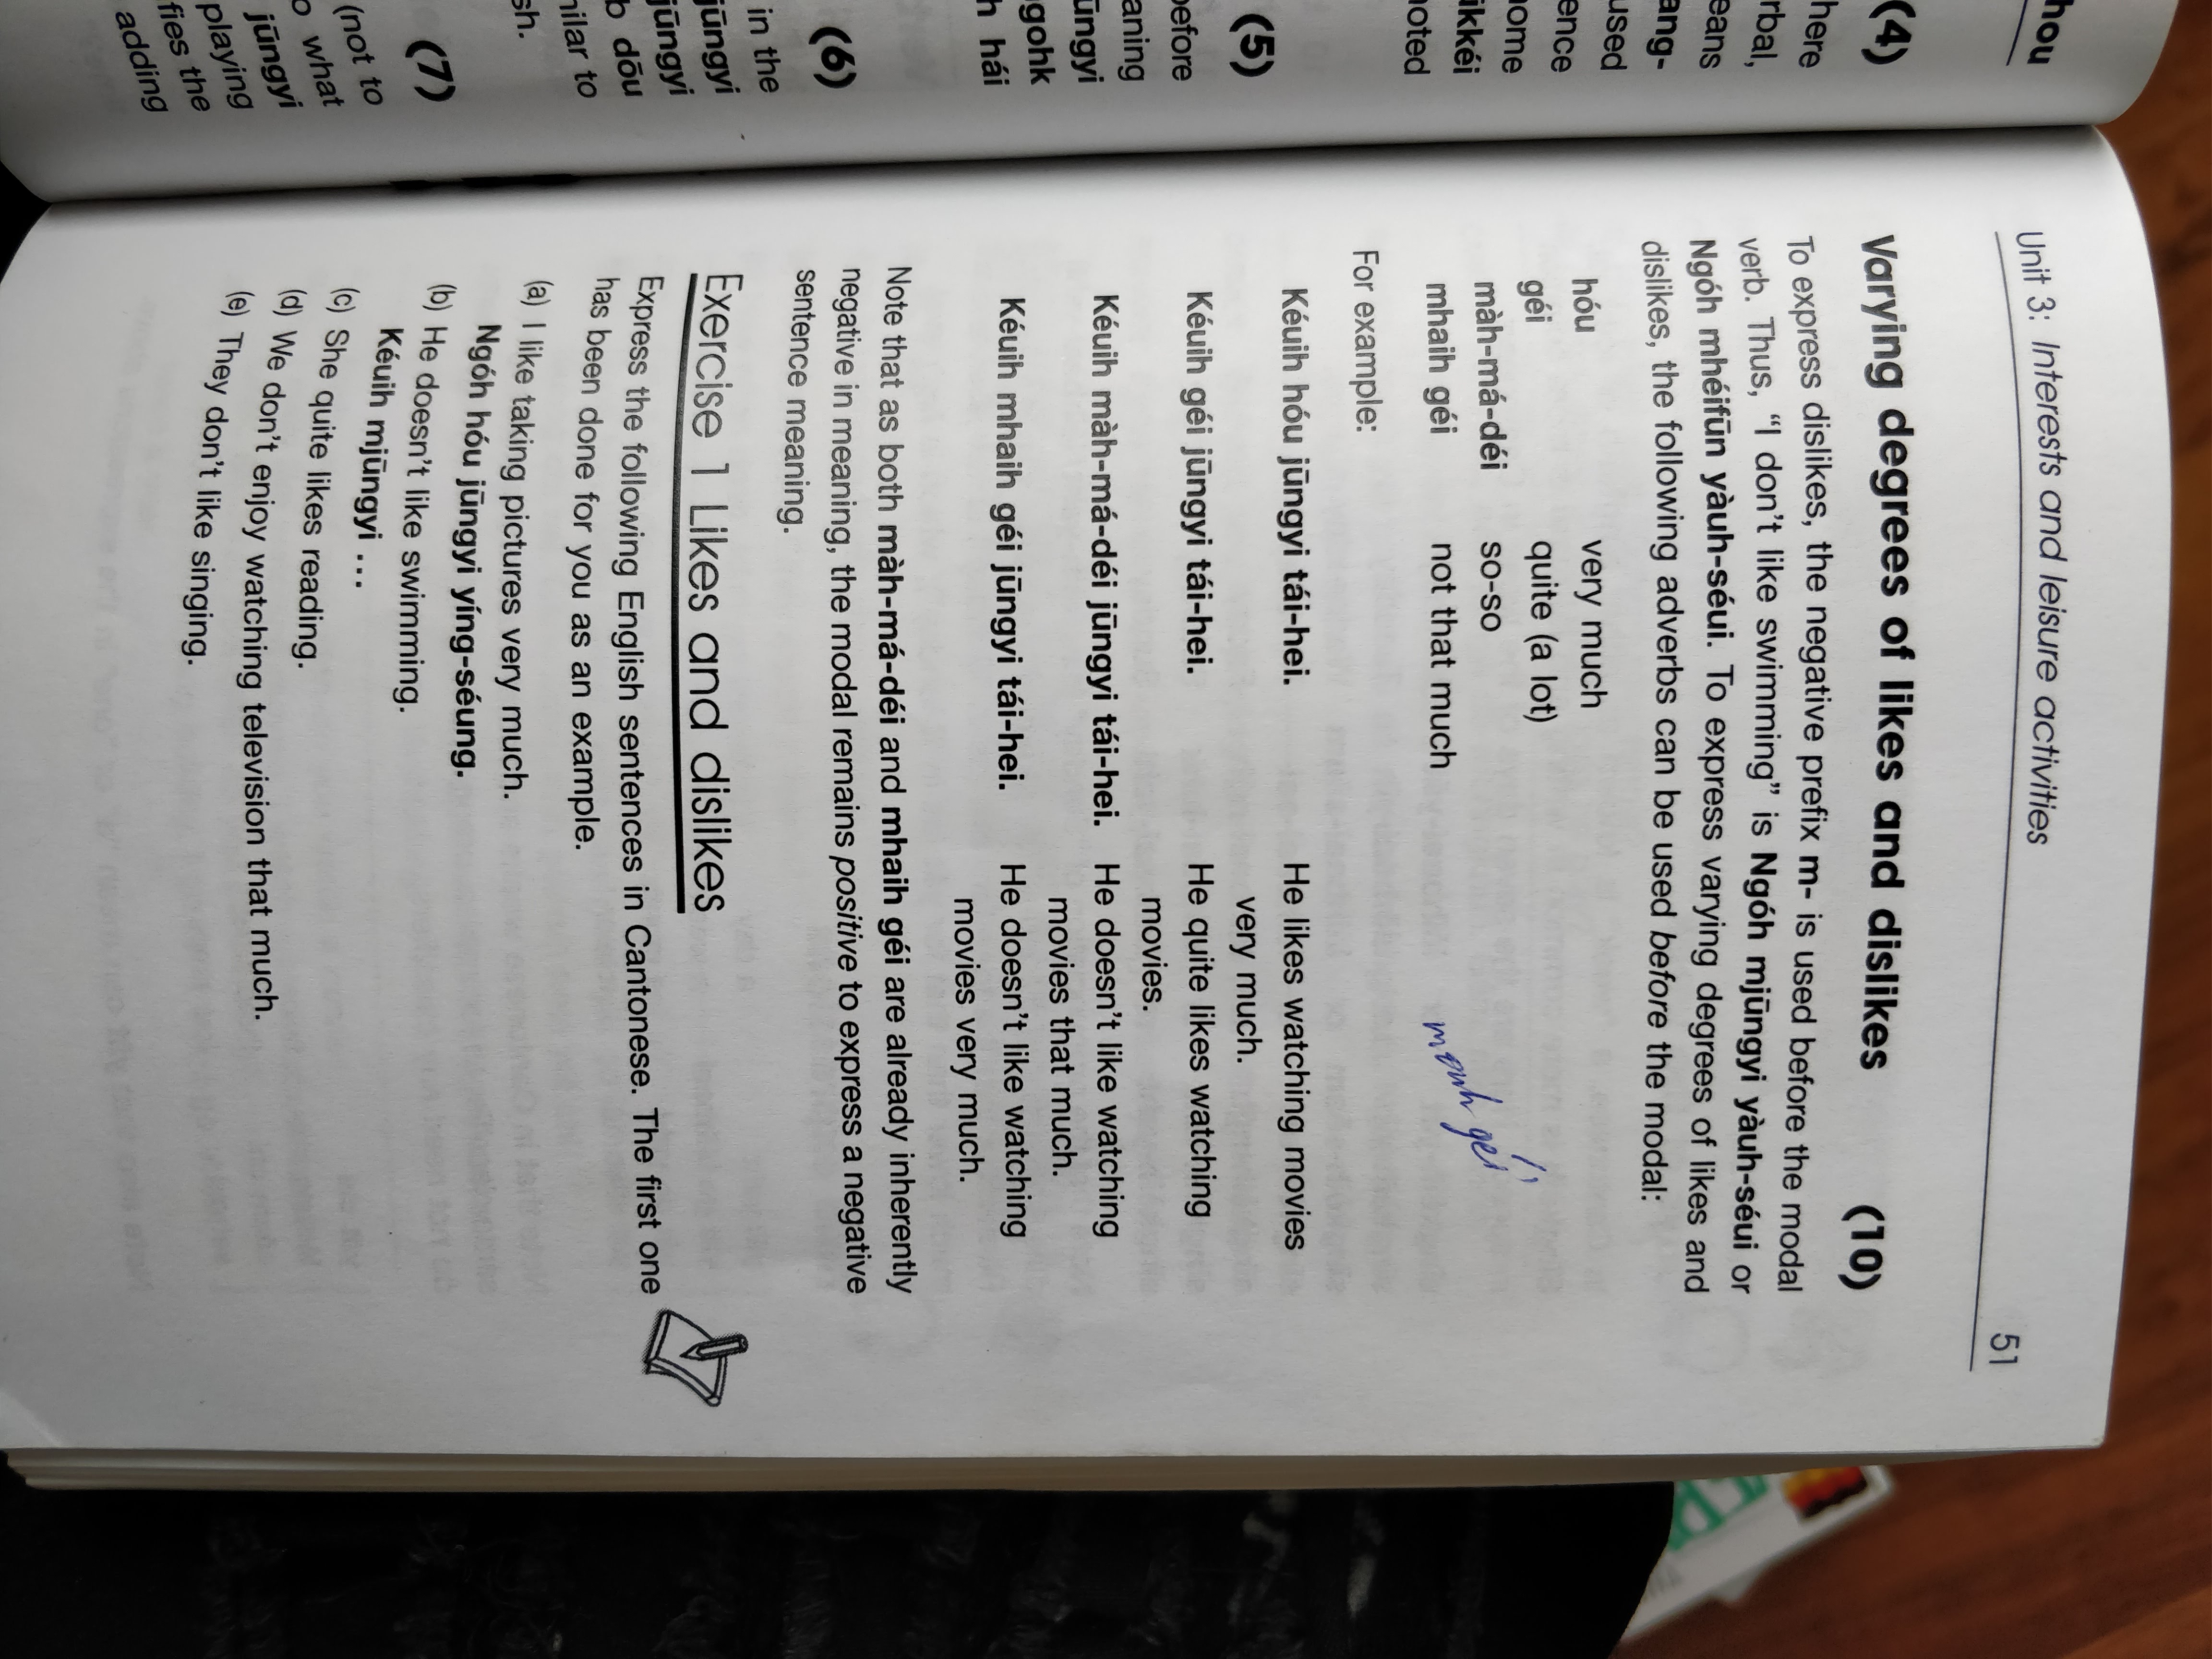 hou
(4)
here
rbal,
eans
ang-
used
ence
ome
ikkéi
oted
(5)
before
aning
ūngyi
gohk
h hái
(6)
in the
jūngyi
jūngyi
b dōu
nilar to
sh.
(7)
(not to
o what
jūngyi
playing
fies the
adding
Unit 3: Interests and leisure activities 51
Varying degrees of likes and dislikes (10)
To express dislikes, the negative prefix m- is used before the modal
verb. Thus, “I don’t like swimming” is Ngóh mjūngyi yàuh-séui or
Ngóh mhéifūn yàuh-séui. To express varying degrees of likes and
dislikes, the following adverbs can be used before the modal:
hóu very much
géi quite (a lot)
màh-má-déi so-so
mhaih géi not that much mouh géi
For example:
Kéuih hóu jūngyi tái-hei. He likes watching movies
very much.
Kéuih géi jūngyi tái-hei. He quite likes watching
movies.
Kéuih màh-má-déi jūngyi tái-hei. He doesn’t like watching
movies that much.
Kéuih mhaih géi jūngyi tái-hei. He doesn’t like watching
movies very much.
Note that as both màh-má-déi and mhaih géi are already inherently
negative in meaning, the modal remains positive to express a negative
sentence meaning.
Exercise 1 Likes and dislikes
Express the following English sentences in Cantonese. The first one
has been done for you as an example.
(a) I like taking pictures very much.
Ngóh hóu jūngyi yíng-séung.
(b) He doesn’t like swimming.
Kéuih mjūngyi ...
(c) She quite likes reading.
(d) We don’t enjoy watching television that much.
(e) They don’t like singing.